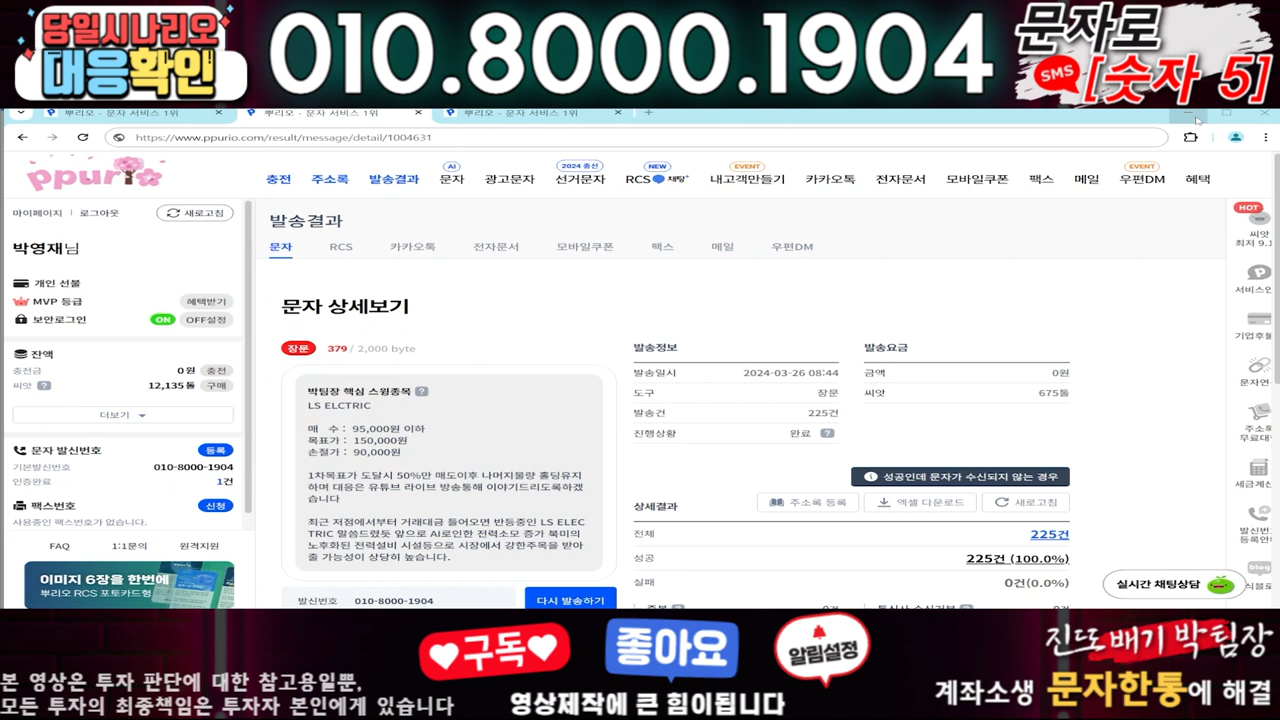 당일시나리오
대응확인
010.8000.1904
문자로
SMS
[숫자 5]
뿌리오 - 문자 서비스 1위
뿌리오 - 문자 서비스 1위
뿌리오 - 문자 서비스 1위
https://www.ppurio.com/result/message/detail/1004631
ppurio
충전
주소록
발송결과
AI
문자
광고문자
2024 총선
선거문자
NEW
RCS 채팅+
EVENT
내고객만들기
카카오톡
전자문서
모바일쿠폰
팩스
메일
EVENT
우편DM
혜택
마이페이지 | 로그아웃
새로고침
박영재님
개인 선불
MVP 등급
혜택받기
보안로그인
ON
OFF설정
잔액
충전금
0원
충전
씨앗 ?
12,135톨
구매
더보기
문자 발신번호
등록
기본발신번호
010-8000-1904
인증완료
1건
팩스번호
신청
사용중인 팩스번호가 없습니다.
FAQ
1:1문의
원격지원
이미지 6장을 한번에
뿌리오 RCS 포토카드형
발송결과
문자
RCS
카카오톡
전자문서
모바일쿠폰
팩스
메일
우편DM
문자 상세보기
장문
379 / 2,000 byte
박팀장 핵심 스윙종목 ?
LS ELCTRIC
매 수 : 95,000원 이하
목표가 : 150,000원
손절가 : 90,000원
1차목표가 도달시 50%만 매도이후 나머지물량 홀딩유지
하며 대응은 유튜브 라이브 방송통해 이야기드리도록하겠
습니다
최근 저점에서부터 거래대금 들어오면 반등중인 LS ELEC
TRIC 말씀드렸듯 앞으로 AI로인한 전력소모 증가 북미의
노후화된 전력설비 시설등으로 시장에서 강한주목을 받아
줄 가능성이 상당히 높습니다.
발신번호
010-8000-1904
다시 발송하기
발송정보
발송일시
2024-03-26 08:44
도구
장문
발송건
225건
진행상황
완료 ?
발송요금
금액
0원
씨앗
675톨
성공인데 문자가 수신되지 않는 경우
상세결과
주소록 등록
엑셀 다운로드
새로고침
전체
225건
성공
225건 (100.0%)
실패
0건(0.0%)
HOT
씨앗
최저 9.
서비스
기업후불
문자연
주소록
무료대
세금계
발신번호
등록안
blog
실시간 채팅상담
본 영상은 투자 판단에 대한 참고용일뿐,
모든 투자의 최종책임은 투자자 본인에게 있습니다
구독
좋아요
알림설정
영상제작에 큰 힘이됩니다
진또배기 박팀장
계좌소생 문자한통에 해결